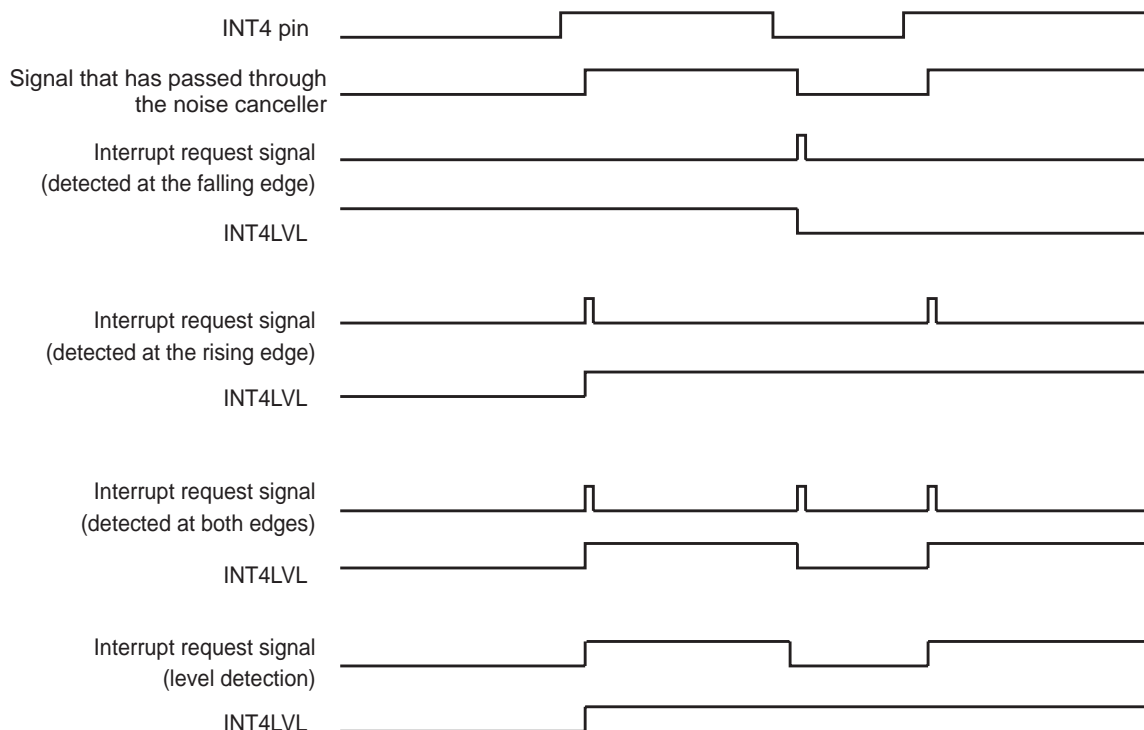 INT4 pin
Signal that has passed through
the noise canceller
Interrupt request signal
(detected at the falling edge)
INT4LVL
Interrupt request signal
(detected at the rising edge)
INT4LVL
Interrupt request signal
(detected at both edges)
INT4LVL
Interrupt request signal
(level detection)
INT4LVL